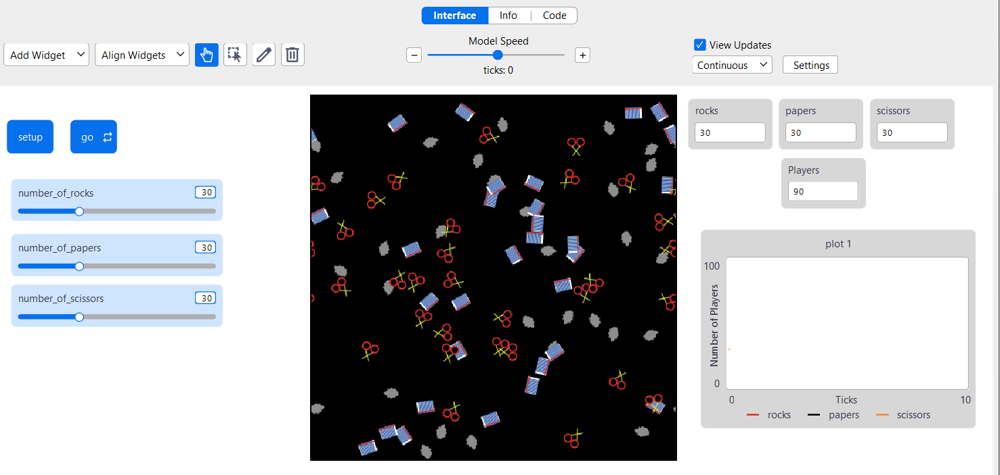 Interface Info Code
Add Widget Align Widgets
Model Speed
ticks: 0
View Updates
Continuous Settings
setup go
number_of_rocks 30
number_of_papers 30
number_of_scissors 30
rocks
30
papers
30
scissors
30
Players
90
plot 1
100
Number of Players
0
0 Ticks 10
rocks papers scissors